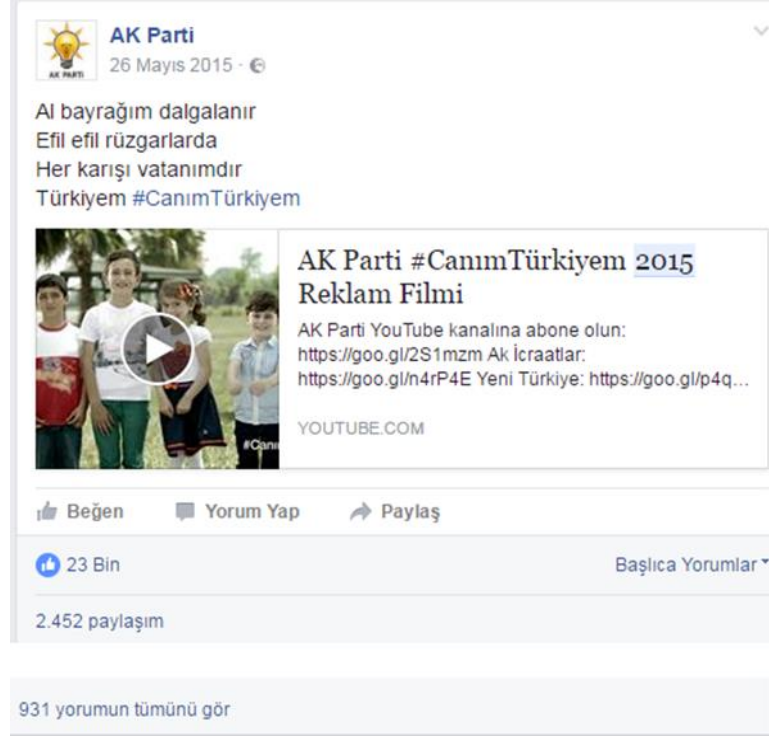 AK Parti
26 Mayıs 2015 ·
AK PARTİ
Al bayrağım dalgalanır
Efil efil rüzgarlarda
Her karışı vatanımdır
Türkiyem #CanımTürkiyem
AK Parti #CanımTürkiyem 2015
Reklam Filmi
AK Parti YouTube kanalına abone olun:
https://goo.gl/2S1mzm Ak İcraatlar:
https://goo.gl/n4rP4E Yeni Türkiye: https://goo.gl/p4q...
YOUTUBE.COM
#Canı
Beğen Yorum Yap Paylaş
23 Bin Başlıca Yorumlar
2.452 paylaşım
931 yorumun tümünü gör